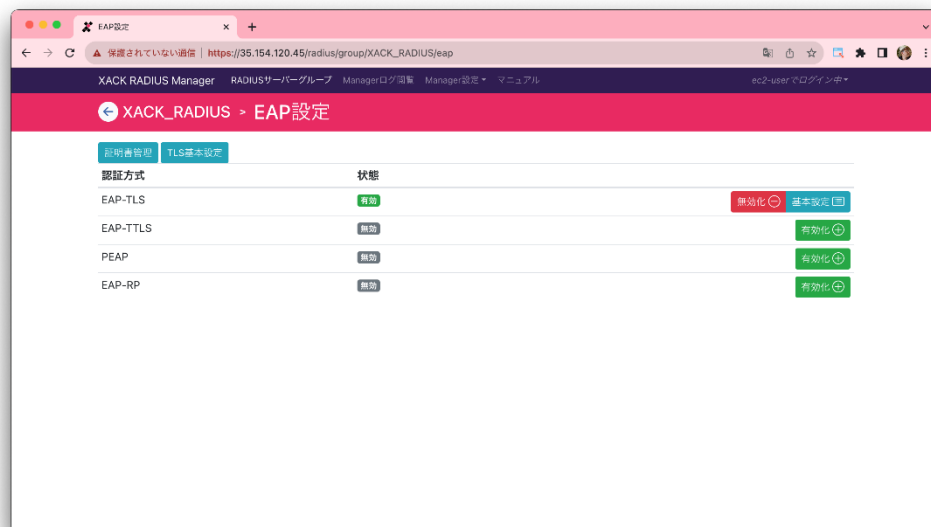 EAP設定
保護されていない通信 | https://35.154.120.45/radius/group/XACK_RADIUS/eap
XACK RADIUS Manager RADIUSサーバーグループ Managerログ閲覧 Manager設定 マニュアル ec2-userでログイン中
XACK_RADIUS > EAP設定
証明書管理 TLS基本設定
認証方式 状態
EAP-TLS 有効 無効化 基本設定
EAP-TTLS 無効 有効化
PEAP 無効 有効化
EAP-RP 無効 有効化